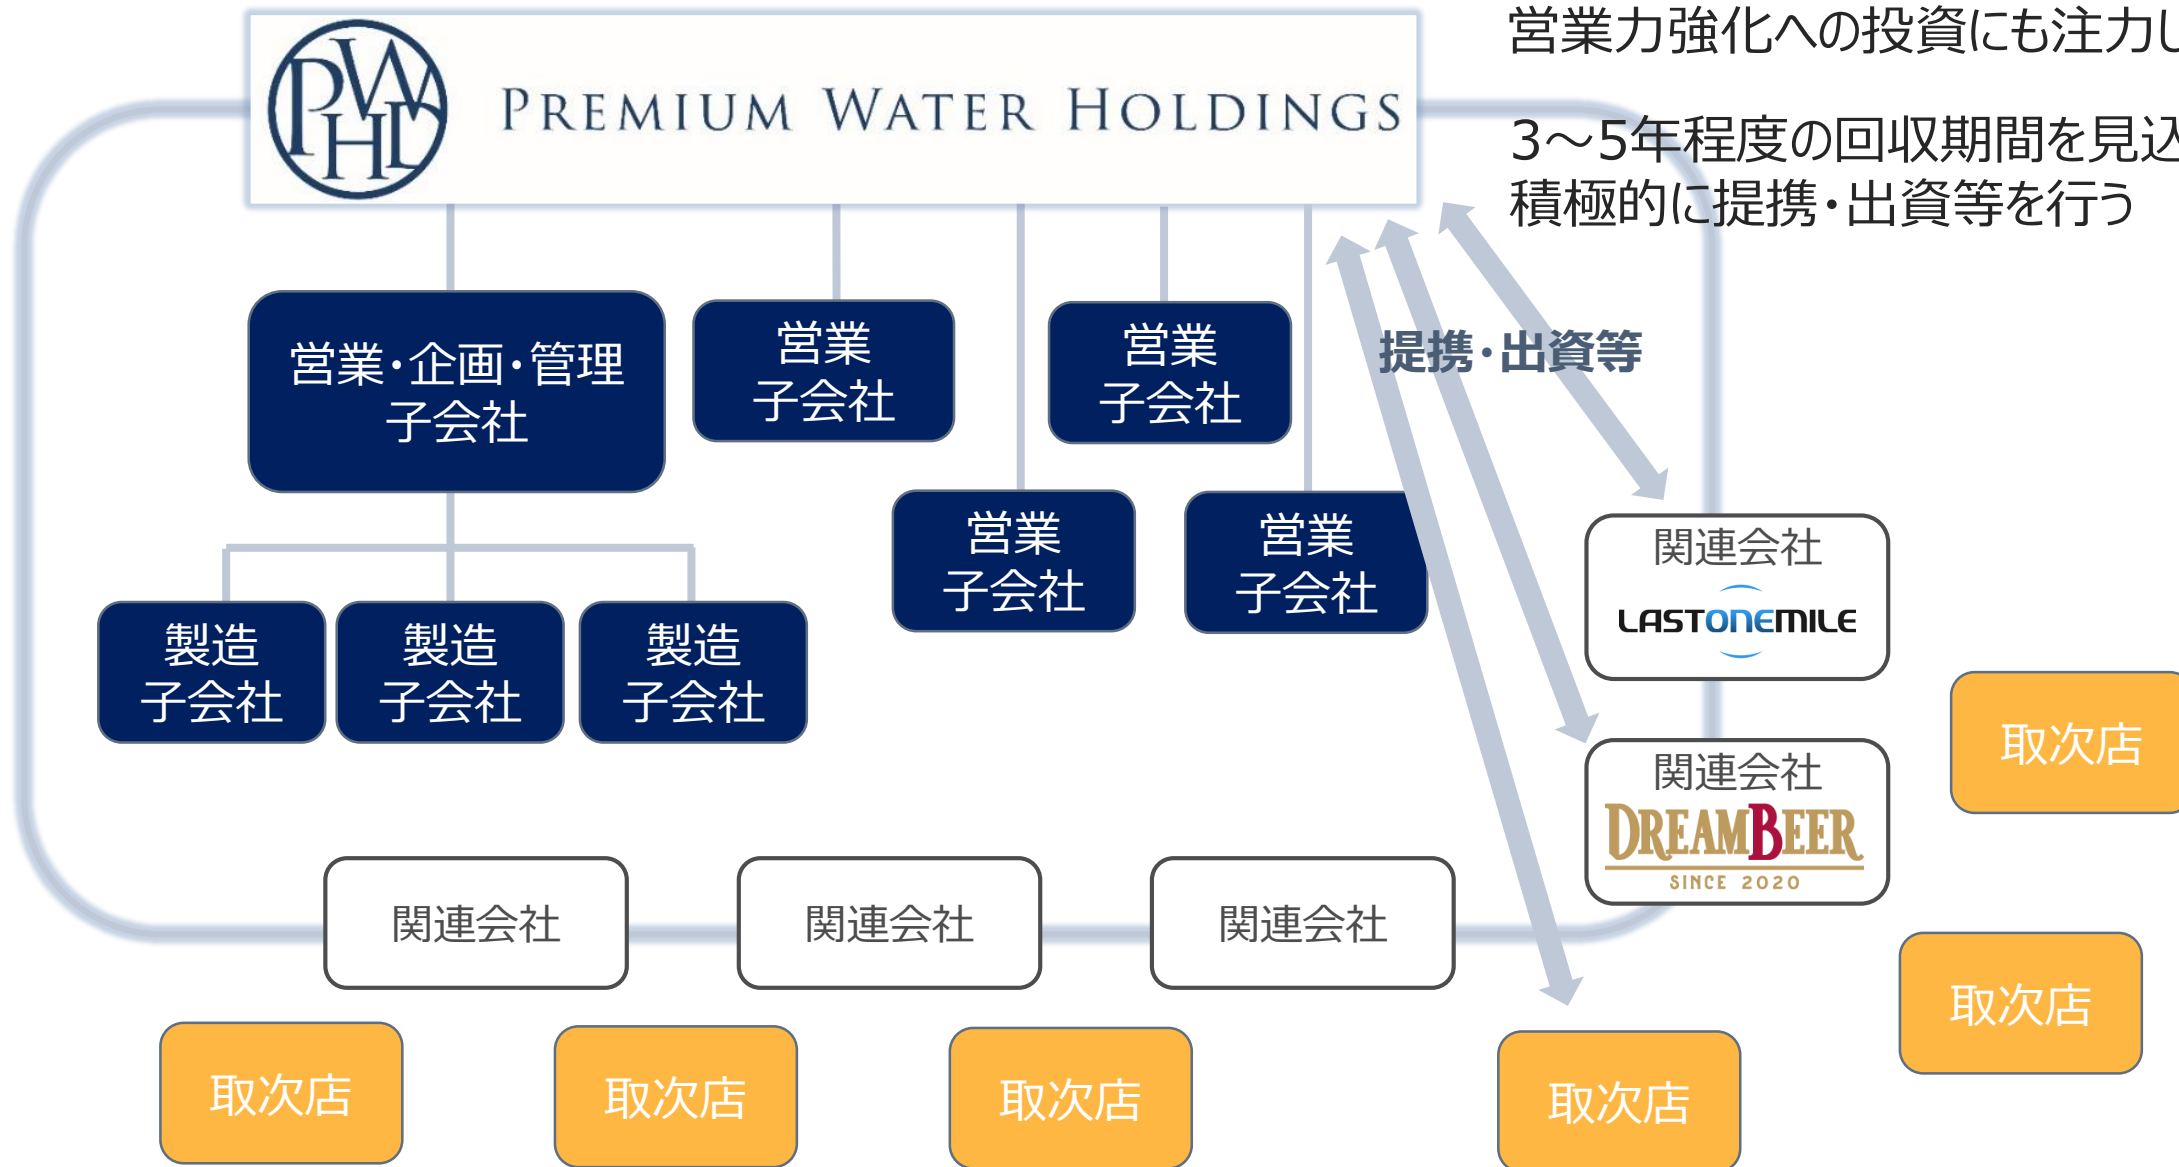 PWHD
PREMIUM WATER HOLDINGS
営業力強化への投資にも注力し
3～5年程度の回収期間を見込
積極的に提携・出資等を行う
営業・企画・管理
子会社
営業
子会社
営業
子会社
提携・出資等
営業
子会社
営業
子会社
製造
子会社
製造
子会社
製造
子会社
関連会社
LASTONEMILE
関連会社
DREAMBEER
SINCE 2020
取次店
関連会社
関連会社
関連会社
取次店
取次店
取次店
取次店
取次店